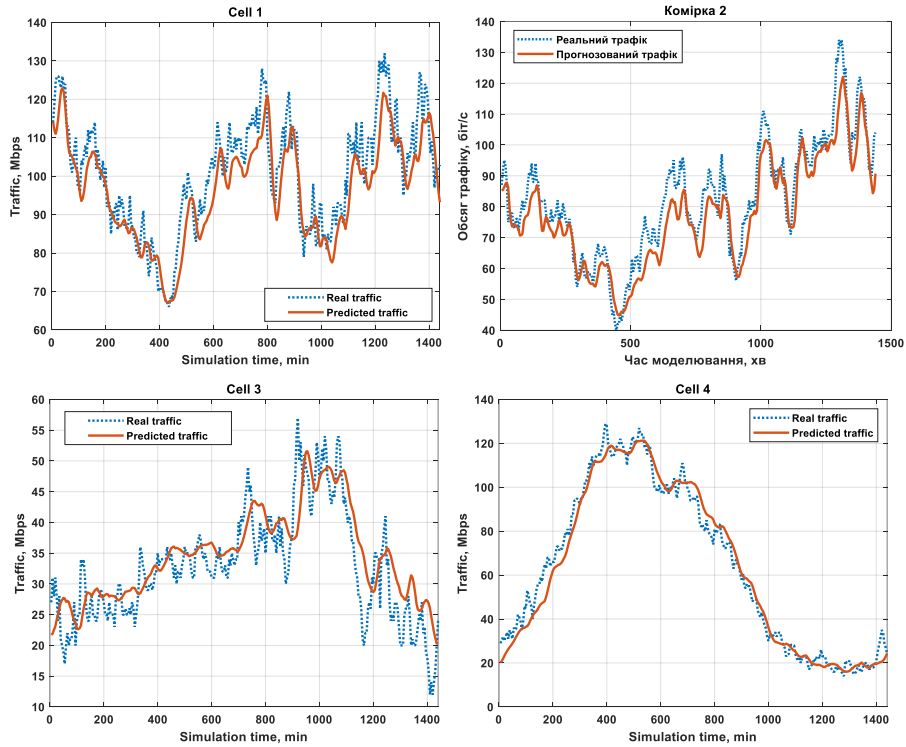 Cell 1
140
130
120
110
100
90
80
70
60
Traffic, Mbps
0 200 400 600 800 1000 1200 1400
Simulation time, min
Real traffic
Predicted traffic
Комірка 2
140
130
120
110
100
90
80
70
60
50
40
Обсяг трафіку, біт/с
0 500 1000 1500
Час моделювання, хв
Реальний трафік
Прогнозований трафік
Cell 3
60
55
50
45
40
35
30
25
20
15
10
Traffic, Mbps
0 200 400 600 800 1000 1200 1400
Simulation time, min
Real traffic
Predicted traffic
Cell 4
140
120
100
80
60
40
20
0
Traffic, Mbps
0 200 400 600 800 1000 1200 1400
Simulation time, min
Real traffic
Predicted traffic